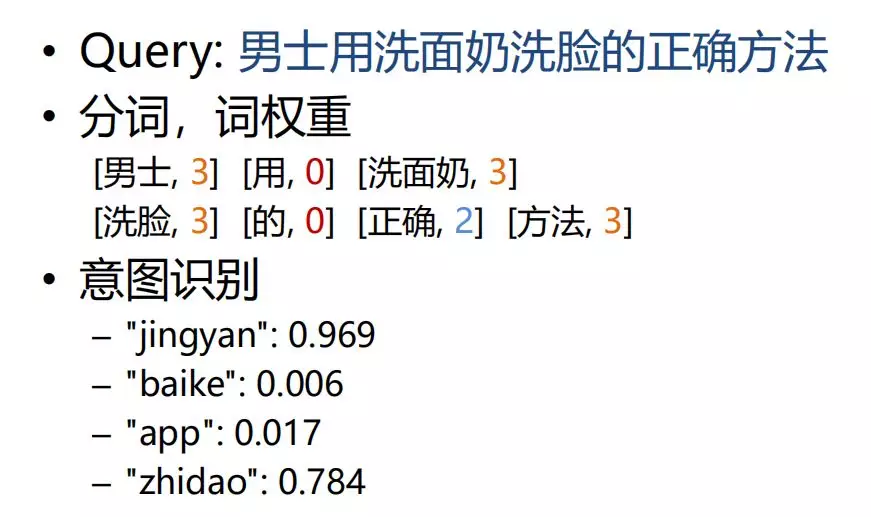 • Query: 男士用洗面奶洗脸的正确方法
• 分词，词权重
[男士, 3] [用, 0] [洗面奶, 3]
[洗脸, 3] [的, 0] [正确, 2] [方法, 3]
• 意图识别
– "jingyan": 0.969
– "baike": 0.006
– "app": 0.017
– "zhidao": 0.784